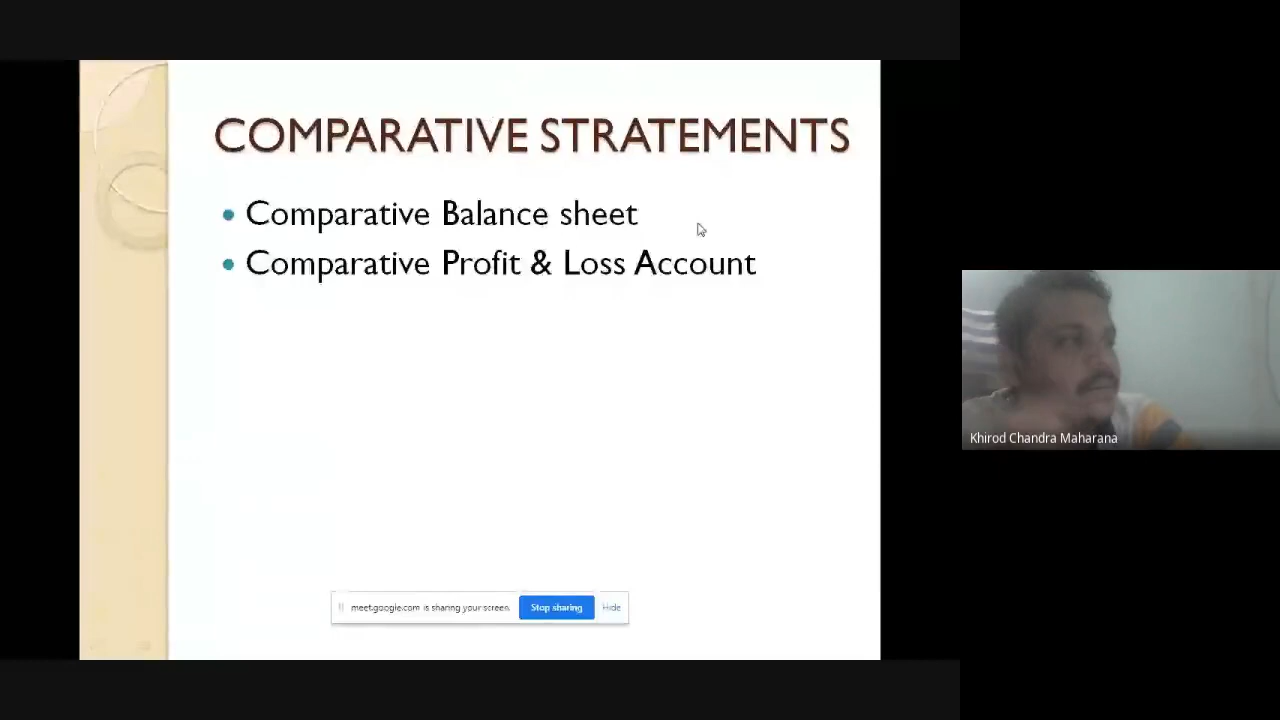 COMPARATIVE STRATEMENTS
Comparative Balance sheet
Comparative Profit & Loss Account
Khirod Chandra Maharana
meet.google.com is sharing your screen.
Stop sharing
Hide